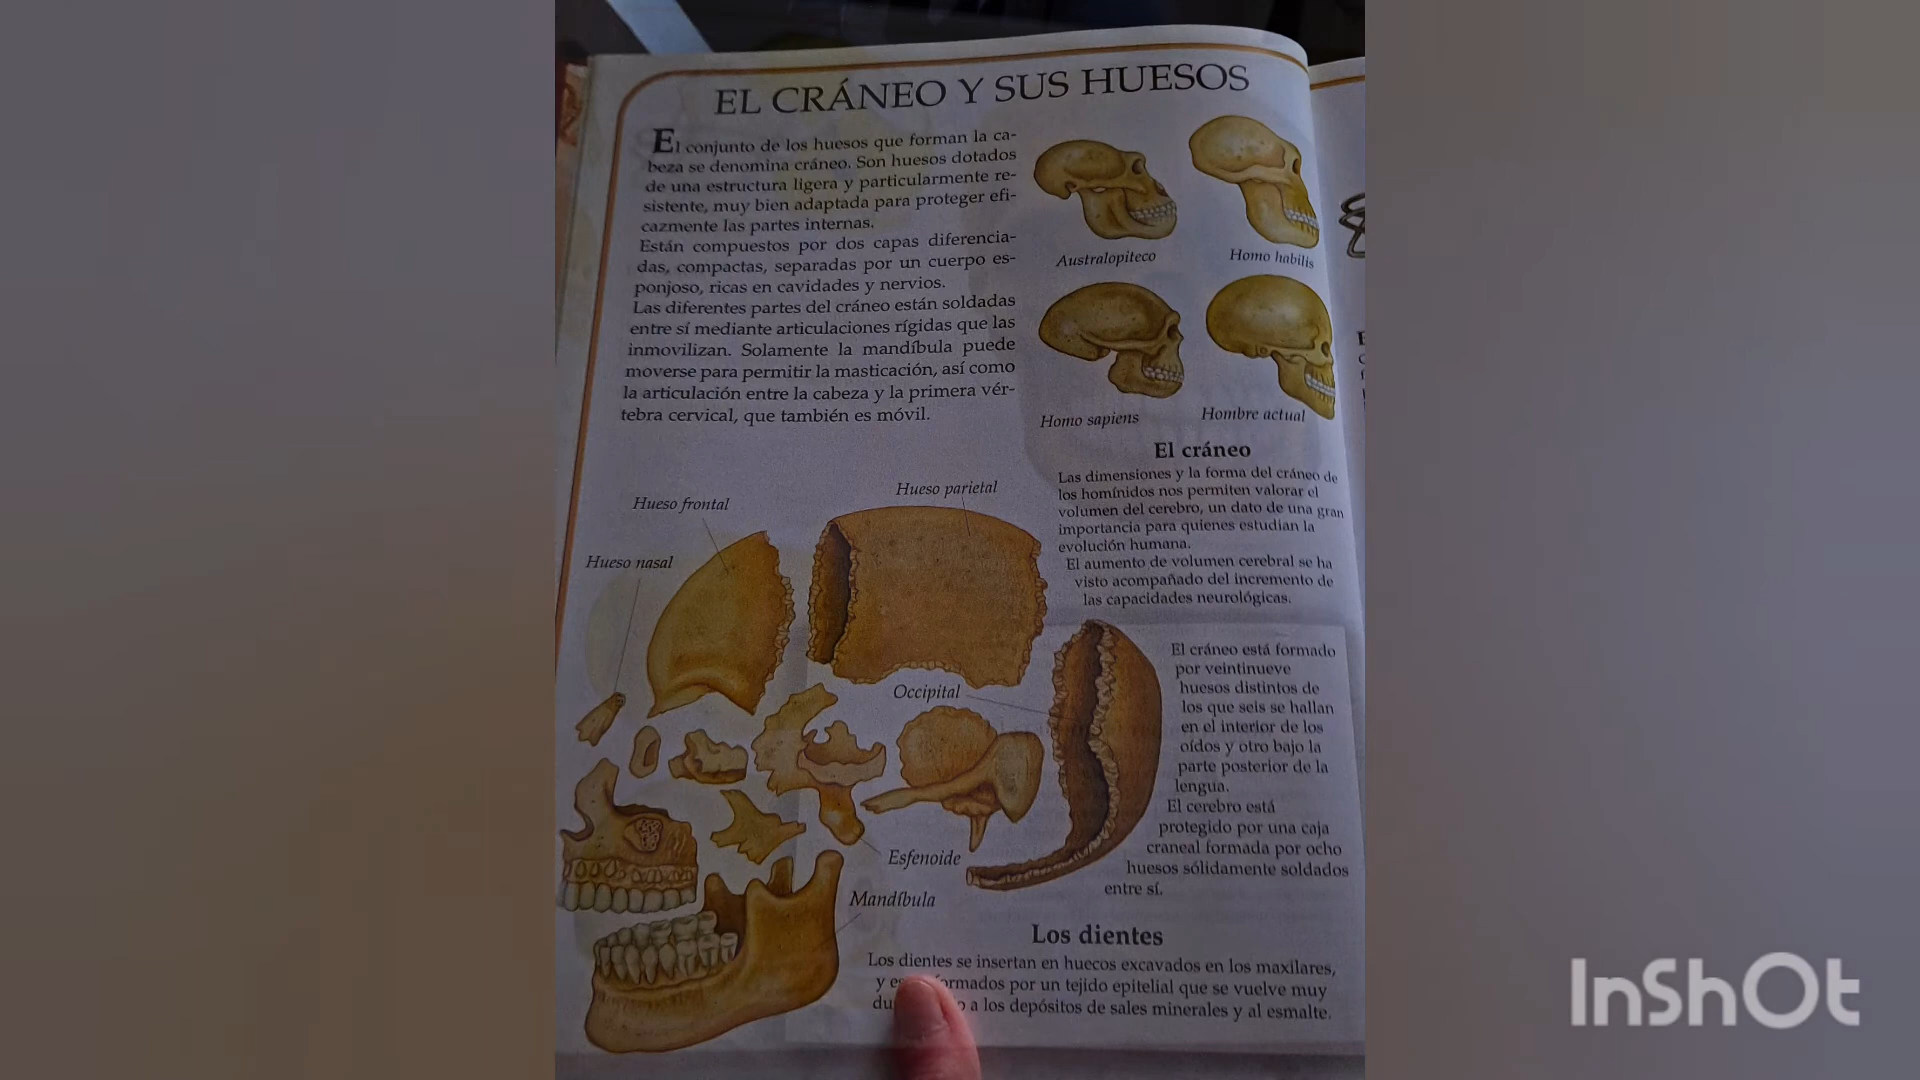 EL CRÁNEO Y SUS HUESOS
El conjunto de los huesos que forman la ca-
beza se denomina cráneo. Son huesos dotados
de una estructura ligera y particularmente re-
sistente, muy bien adaptada para proteger efi-
cazmente las partes internas.
Están compuestos por dos capas diferencia-
das, compactas, separadas por un cuerpo es-
ponjoso, ricas en cavidades y nervios.
Las diferentes partes del cráneo están soldadas
entre sí mediante articulaciones rígidas que las
inmovilizan. Solamente la mandíbula puede
moverse para permitir la masticación, así como
la articulación entre la cabeza y la primera vér-
tebra cervical, que también es móvil.
Australopiteco
Homo habilis
Homo sapiens
Hombre actual
El cráneo
Las dimensiones y la forma del cráneo de
los homínidos nos permiten valorar el
volumen del cerebro, un dato de una gran
importancia para quienes estudian la
evolución humana.
El aumento de volumen cerebral se ha
visto acompañado del incremento de
las capacidades neurológicas.
Hueso frontal
Hueso parietal
Hueso nasal
Occipital
Esfenoide
Mandíbula
El cráneo está formado
por veintinueve
huesos distintos de
los que seis se hallan
en el interior de los
oídos y otro bajo la
parte posterior de la
lengua.
El cerebro está
protegido por una caja
craneal formada por ocho
huesos sólidamente soldados
entre sí.
Los dientes
Los dientes se insertan en huecos excavados en los maxilares,
y por un tejido epitelial que se vuelve muy
a los depósitos de sales minerales y al esmalte.
InShOt